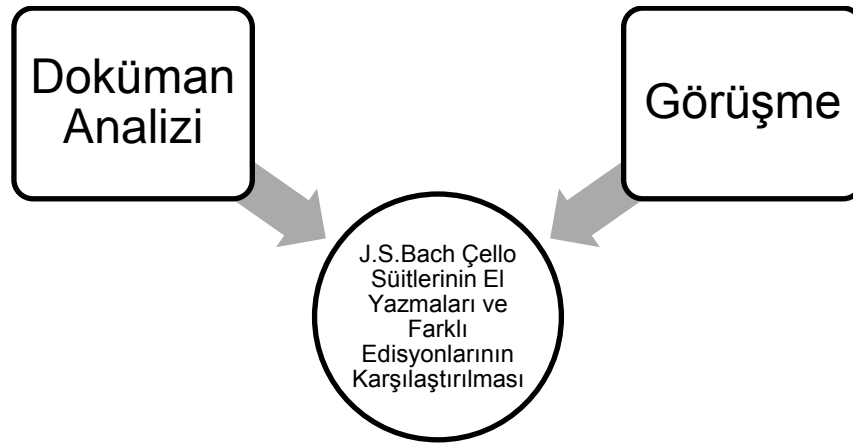 Doküman
Analizi
Görüşme
J.S.Bach Çello
Süitlerinin El
Yazmaları ve
Farklı
Edisyonlarının
Karşılaştırılması